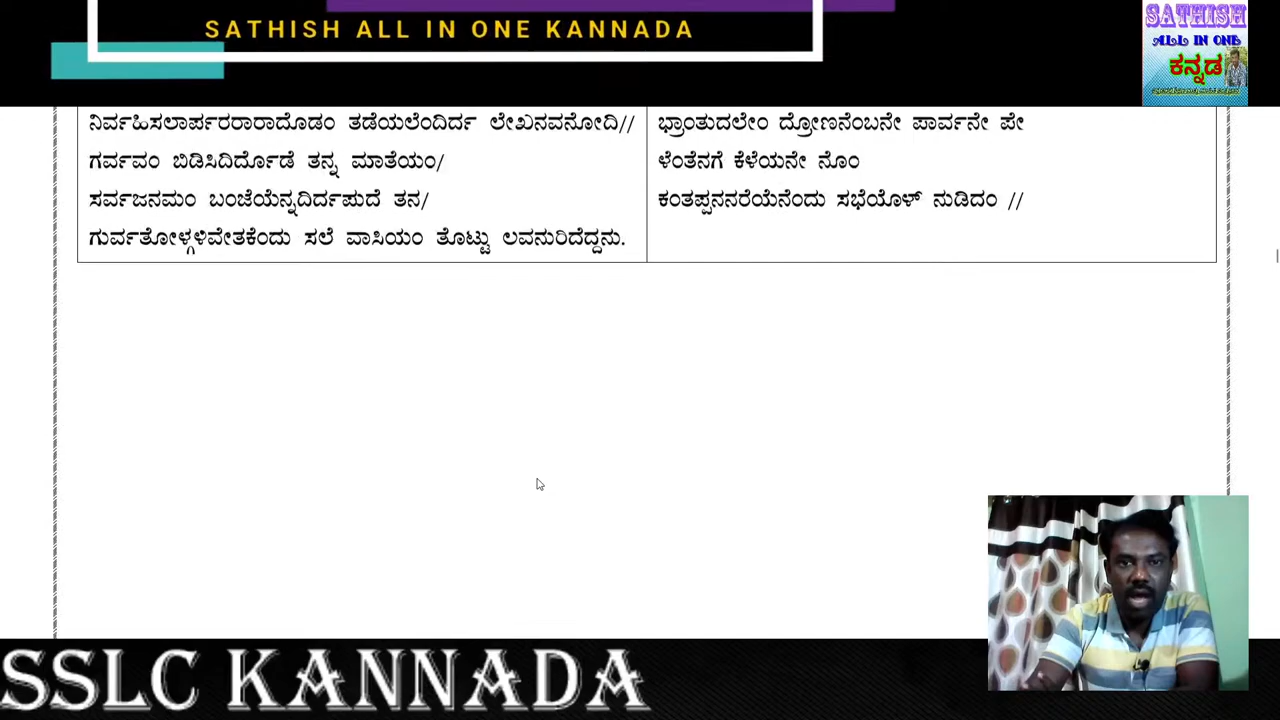 SATHISH ALL IN ONE KANNADA
SATHISH
ALL IN ONE
ಕನ್ನಡ
ನಿರ್ವಹಿಸಲಾರ್ಪರರಾರಾದೊಡಂ ತಡೆಯಲೆಂದಿರ್ದ ಲೇಖನವನೋದಿ//
ಗರ್ವವಂ ಬಿಡಿಸಿದಿರ್ದೊಡೆ ತನ್ನ ಮಾತೆಯಂ/
ಸರ್ವಜನಮಂ ಬಂಜೆಯೆನ್ನದಿರ್ದಪುದೆ ತನ/
ಗುರ್ವತೋಳ್ಗಳಿವೇತಕೆಂದು ಸಲೆ ವಾಸಿಯಂ ತೊಟ್ಟು ಲವನುರಿದೆದ್ದನು.
ಭ್ರಾಂತುದಲೇಂ ದ್ರೋಣನೆಂಬನೇ ಪಾರ್ವನೇ ಪೇ
ಳೆಂತೆನಗೆ ಕೆಳೆಯನೇ ನೊಂ
ಕಂತಪ್ಪನನರೆಯೆನೆಂದು ಸಭೆಯೊಳ್ ನುಡಿದಂ //
SSLC KANNADA